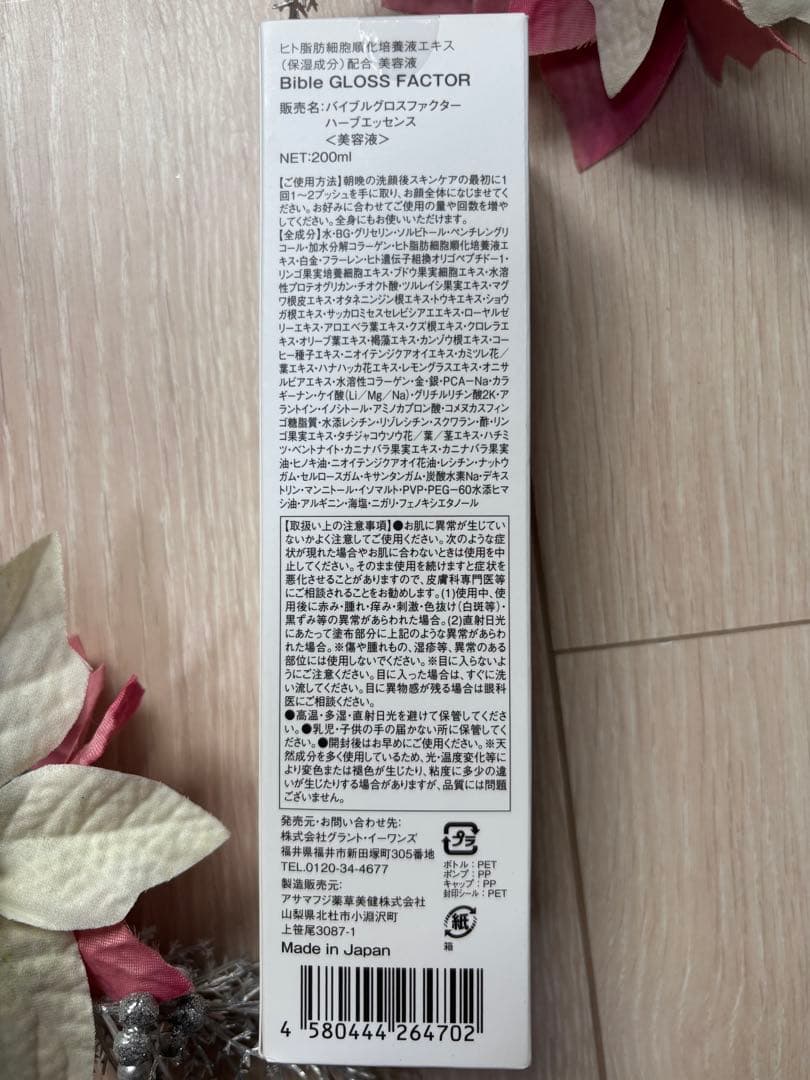 ヒト脂肪細胞順化培養液エキス
（保湿成分）配合 美容液
Bible GLOSS FACTOR
販売名：バイブルグロスファクター
ハーブエッセンス
＜美容液＞
NET:200ml
【ご使用方法】朝晩の洗顔後スキンケアの最初に1
回1〜2プッシュを手に取り、お顔全体になじませてく
ださい。お好みに合わせてご使用の量や回数を増や
してください。全身にもお使いいただけます。
【全成分】水・BG・グリセリン・ソルビトール・ペンチレングリ
コール・加水分解コラーゲン・ヒト脂肪細胞順化培養液エ
キス・白金・フラーレン・ヒト遺伝子組換オリゴペプチド-1・
リンゴ果実培養細胞エキス・ブドウ果実細胞エキス・水溶
性プロテオグリカン・チオクト酸・ツルレイシ果実エキス・マグ
ワ根皮エキス・オタネニンジン根エキス・トウキエキス・ショウ
ガ根エキス・サッカロミセスセレビシアエエキス・ローヤルゼ
リーエキス・アロエベラ葉エキス・クズ根エキス・クロレラエ
キス・オリーブ葉エキス・褐藻エキス・カンゾウ根エキス・コー
ヒー種子エキス・ニオイテンジクアオイエキス・カミツレ花／
葉エキス・ハナハッカ花エキス・レモングラスエキス・オニサ
ルビアエキス・水溶性コラーゲン・金・銀・PCA-Na・カラ
ギーナン・ケイ酸(Li／Mg／Na)・グリチルリチン酸2K・ア
ラントイン・イノシトール・アミノカプロン酸・コメヌカスフィン
ゴ糖脂質・水添レシチン・リゾレシチン・スクワラン・酢・リン
ゴ果実エキス・タチジャコウソウ花／葉／茎エキス・ハチミ
ツ・ベントナイト・カニナバラ果実エキス・カニナバラ果実
油・ヒノキ油・ニオイテンジクアオイ花油・レシチン・ナットウ
ガム・セルロースガム・キサンタンガム・炭酸水素Na・デキス
トリン・マンニトール・イソマルト・PVP・PEG-60水添ヒマ
シ油・アルギニン・海塩・ニガリ・フェノキシエタノール
【取扱い上の注意事項】●お肌に異常が生じてい
ないかよく注意してご使用ください。次のような症
状が現れた場合やお肌に合わないときは使用を中
止してください。そのまま使用を続けますと症状を
悪化させることがありますので、皮膚科専門医等
にご相談されることをお勧めします。(1)使用中、使
用後に赤み・腫れ・痒み・刺激・色抜け(白斑等)・
黒ずみ等の異常があらわれた場合。(2)直射日光
にあたって塗布部分に上記のような異常があらわ
れた場合。※傷や腫れもの、湿疹等、異常のある
部位には使用しないでください。※目に入らないよ
うにご注意ください。目に入った場合は、すぐに洗
い流してください。目に異物感が残る場合は眼科
医にご相談ください。
●高温・多湿・直射日光を避けて保管してくださ
い。●乳児・子供の手の届かない所に保管してく
ださい。●開封後はお早めにご使用ください。※天
然成分を多く使用しているため、光・温度変化等に
より変色または褪色が生じたり、粘度に多少の違
いが生じたりする場合がありますが、品質には問題
ございません。
発売元・お問い合わせ先：
株式会社グラント・イーワンズ
福井県福井市新田塚町305番地
TEL.0120-34-4677
製造販売元：
アサマフジ薬草美健株式会社
山梨県北杜市小淵沢町
上笹尾3087-1
Made in Japan
プラ
ボトル：PET
ポンプ：PP
キャップ：PP
封印シール：PET
紙
箱
4 580444 264702